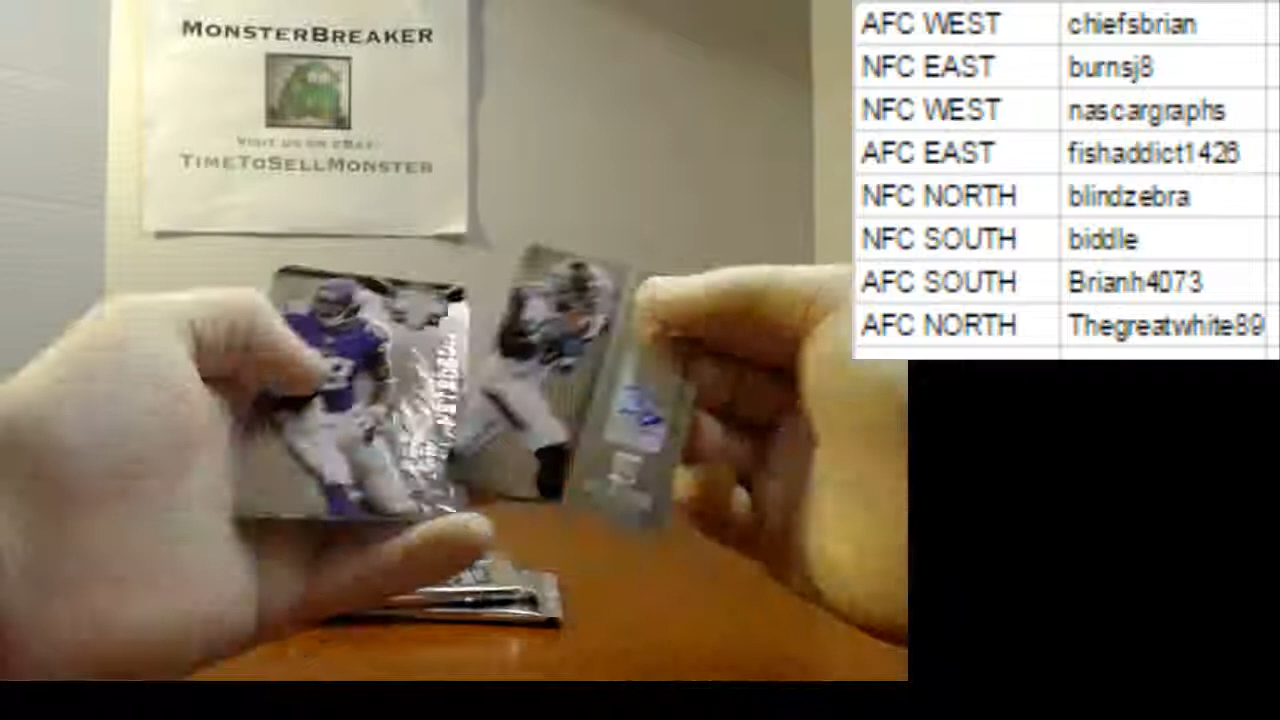 MONSTERBREAKER
VISIT US ON EBAY:
TIMETOSELLMONSTER
AFC WEST chiefsbrian
NFC EAST burnsj8
NFC WEST nascargraphs
AFC EAST fishaddict1426
NFC NORTH blindzebra
NFC SOUTH biddle
AFC SOUTH Brianh4073
AFC NORTH Thegreatwhite89